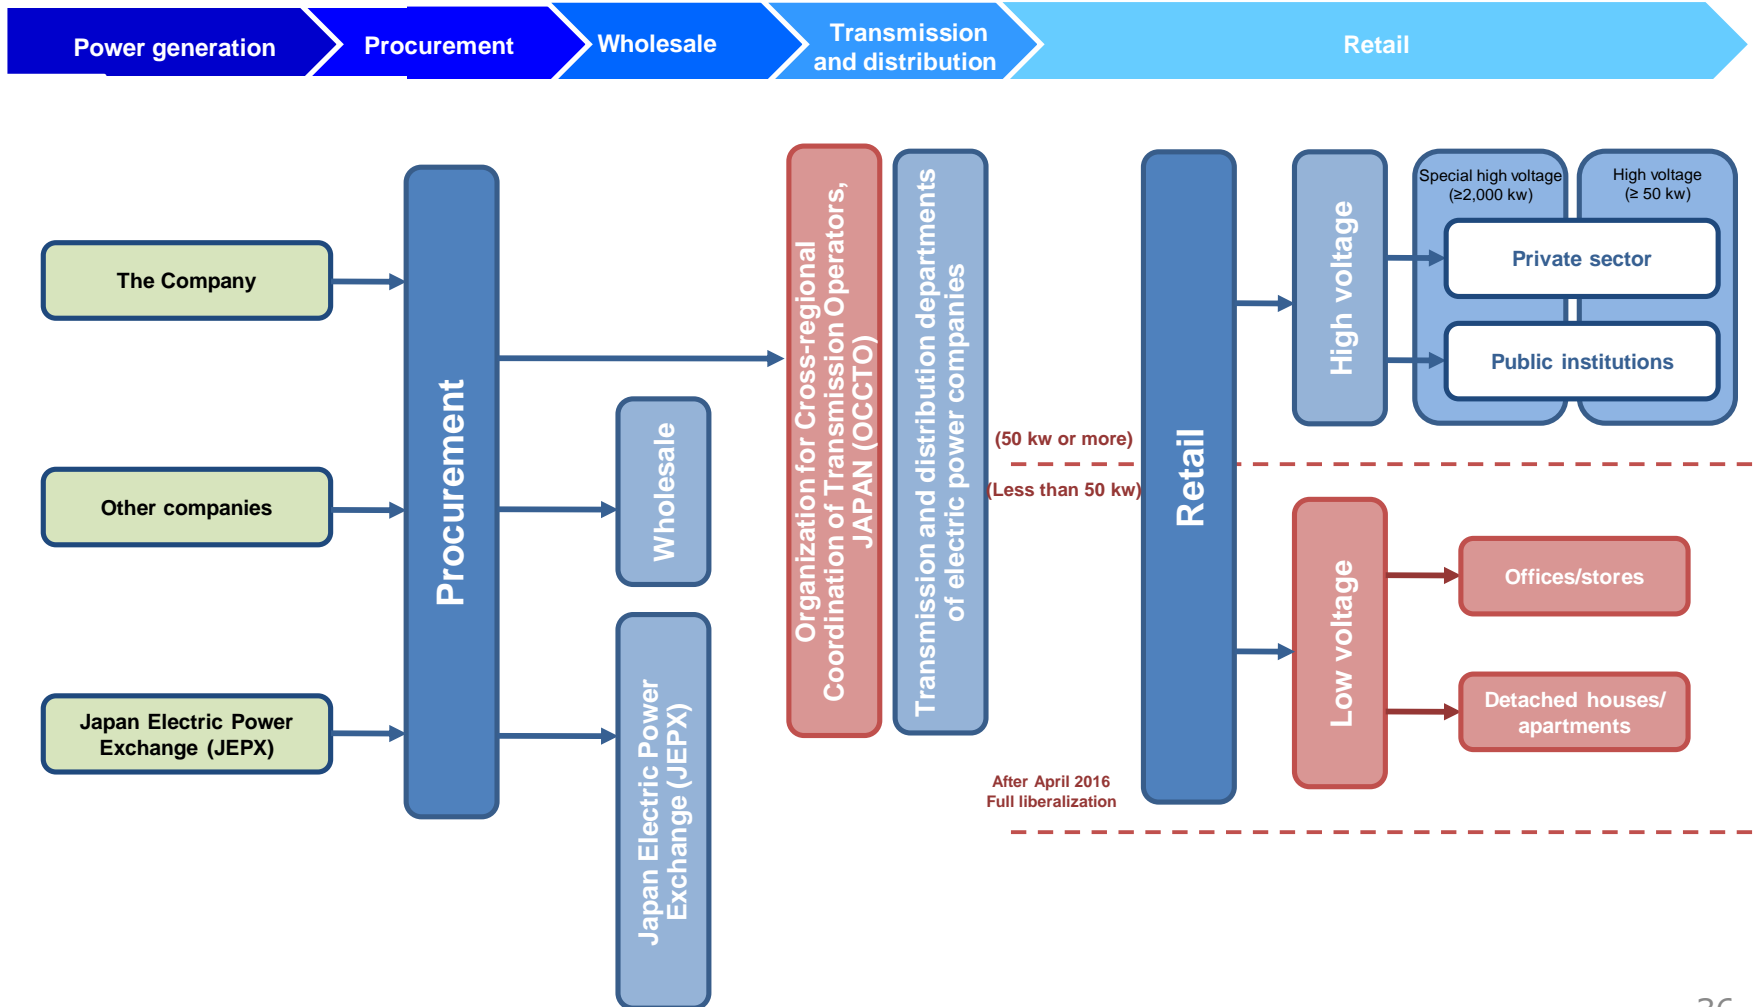 Power generation
Procurement
Wholesale
Transmission
and distribution
Retail
The Company
Other companies
Japan Electric Power
Exchange (JEPX)
Procurement
Wholesale
Japan Electric Power
Exchange (JEPX)
Organization for Cross-regional
Coordination of Transmission Operators,
JAPAN (OCCTO)
Transmission and distribution departments
of electric power companies
(50 kw or more)
(Less than 50 kw)
After April 2016
Full liberalization
Retail
High voltage
Special high voltage
(≥2,000 kw)
High voltage
(≥ 50 kw)
Private sector
Public institutions
Low voltage
Offices/stores
Detached houses/
apartments